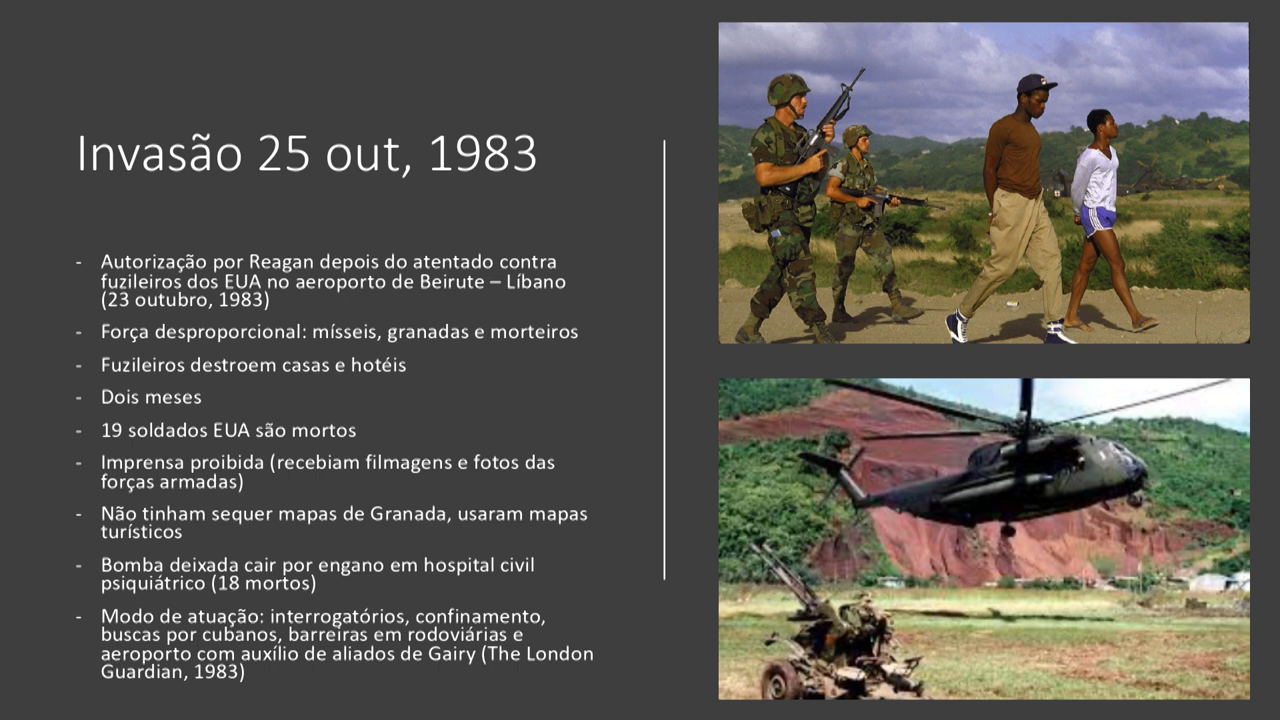 Invasão 25 out, 1983
- Autorização por Reagan depois do atentado contra
fuzileiros dos EUA no aeroporto de Beirute – Líbano
(23 outubro, 1983)
- Força desproporcional: mísseis, granadas e morteiros
- Fuzileiros destroem casas e hotéis
- Dois meses
- 19 soldados EUA são mortos
- Imprensa proibida (recebiam filmagens e fotos das
forças armadas)
- Não tinham sequer mapas de Granada, usaram mapas
turísticos
- Bomba deixada cair por engano em hospital civil
psiquiátrico (18 mortos)
- Modo de atuação: interrogatórios, confinamento,
buscas por cubanos, barreiras em rodoviárias e
aeroporto com auxílio de aliados de Gairy (The London
Guardian, 1983)